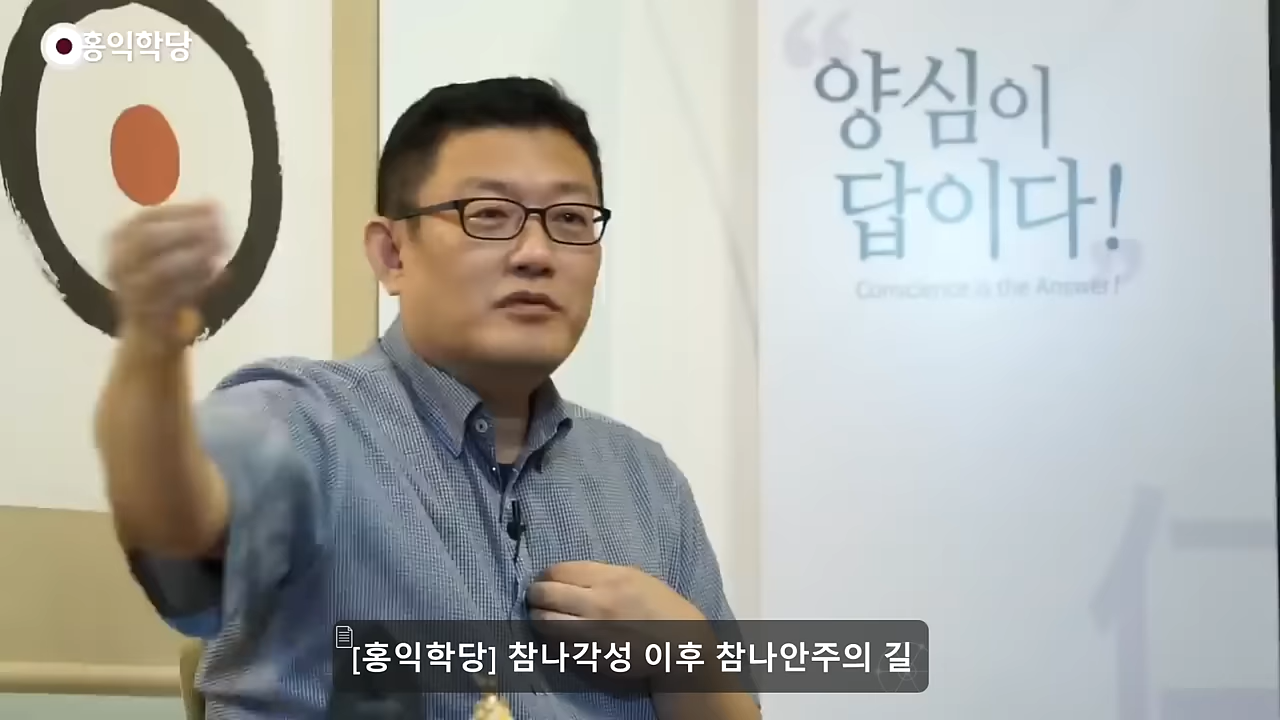 홍익학당
“양심이
답이다!”
Conscience is the Answer!
[홍익학당] 참나각성 이후 참나안주의 길